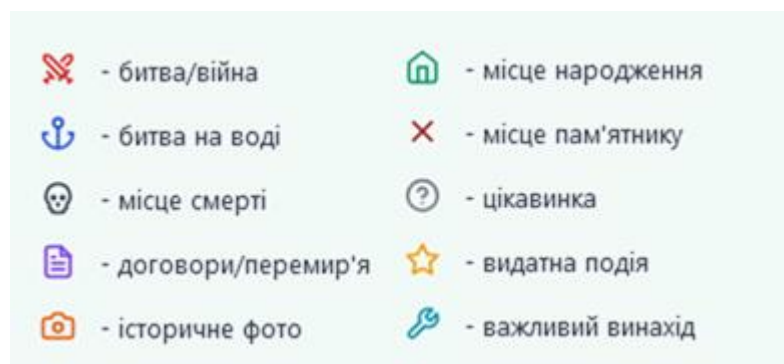 - битва/війна
- битва на воді
- місце смерті
- договори/перемир'я
- історичне фото
- місце народження
- місце пам'ятнику
- цікавинка
- видатна подія
- важливий винахід